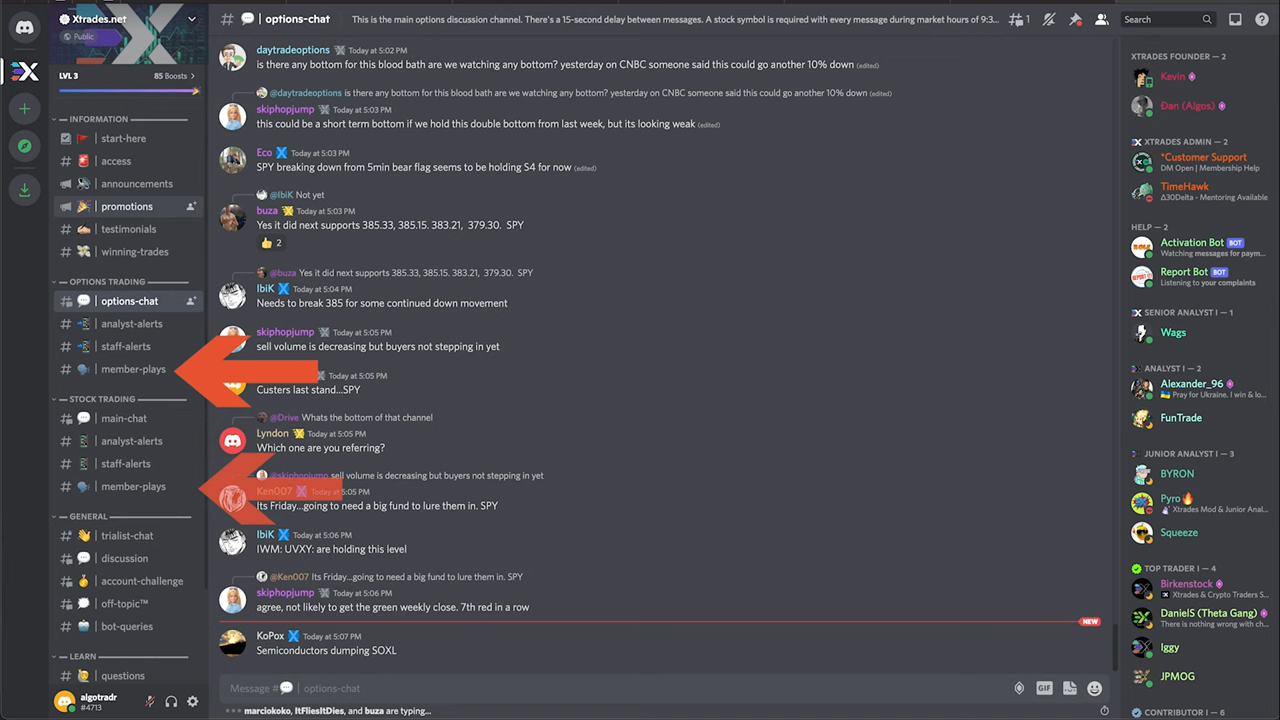 Xtrades.net
Public
LVL 3
85 Boosts
INFORMATION
start-here
access
announcements
promotions
testimonials
winning-trades
OPTIONS TRADING
options-chat
analyst-alerts
staff-alerts
member-plays
STOCK TRADING
main-chat
analyst-alerts
staff-alerts
member-plays
GENERAL
trialist-chat
discussion
account-challenge
off-topic™
bot-queries
LEARN
questions
algotradr
#4713
# | options-chat This is the main options discussion channel. There's a 15-second delay between messages. A stock symbol is required with every message during market hours of 9:3...
1
Search
daytradeoptions Today at 5:02 PM
is there any bottom for this blood bath are we watching any bottom? yesterday on CNBC someone said this could go another 10% down (edited)
@daytradeoptions is there any bottom for this blood bath are we watching any bottom? yesterday on CNBC someone said this could go another 10% down (edited)
skiphopjump Today at 5:03 PM
this could be a short term bottom if we hold this double bottom from last week, but its looking weak (edited)
Eco Today at 5:03 PM
SPY breaking down from 5min bear flag seems to be holding S4 for now (edited)
@IbiK Not yet
buza Today at 5:03 PM
Yes it did next supports 385.33, 385.15. 383.21, 379.30. SPY
2
@buza Yes it did next supports 385.33, 385.15. 383.21, 379.30. SPY
IbiK Today at 5:04 PM
Needs to break 385 for some continued down movement
skiphopjump Today at 5:05 PM
sell volume is decreasing but buyers not stepping in yet
Today at 5:05 PM
Custers last stand...SPY
@Drive Whats the bottom of that channel
Lyndon Today at 5:05 PM
Which one are you referring?
@skiphopjump sell volume is decreasing but buyers not stepping in yet
Ken007 Today at 5:05 PM
Its Friday...going to need a big fund to lure them in. SPY
IbiK Today at 5:06 PM
IWM: UVXY: are holding this level
@Ken007 Its Friday...going to need a big fund to lure them in. SPY
skiphopjump Today at 5:06 PM
agree, not likely to get the green weekly close. 7th red in a row
NEW
KoPox Today at 5:07 PM
Semiconductors dumping SOXL
Message # | options-chat
GIF
marciokoko, ItFliesItDies, and buza are typing...
XTRADES FOUNDER – 2
Kevin
Đan (Algos)
XTRADES ADMIN – 2
*Customer Support
DM Open | Membership Help
TimeHawk
Δ30Delta - Mentoring Available
HELP – 2
Activation Bot BOT
Watching messages for paym...
Report Bot BOT
Listening to your complaints
SENIOR ANALYST I – 1
Wags
ANALYST I – 2
Alexander_96
Pray for Ukraine. I win & lo...
FunTrade
JUNIOR ANALYST I – 3
BYRON
Pyro
Xtrades Mod & Junior Anal...
Squeeze
TOP TRADER I – 4
Birkenstock
Xtrades & Crypto Traders S...
DanielS (Theta Gang)
There is nothing wrong with ch...
Iggy
JPMOG
CONTRIBUTOR I – 6